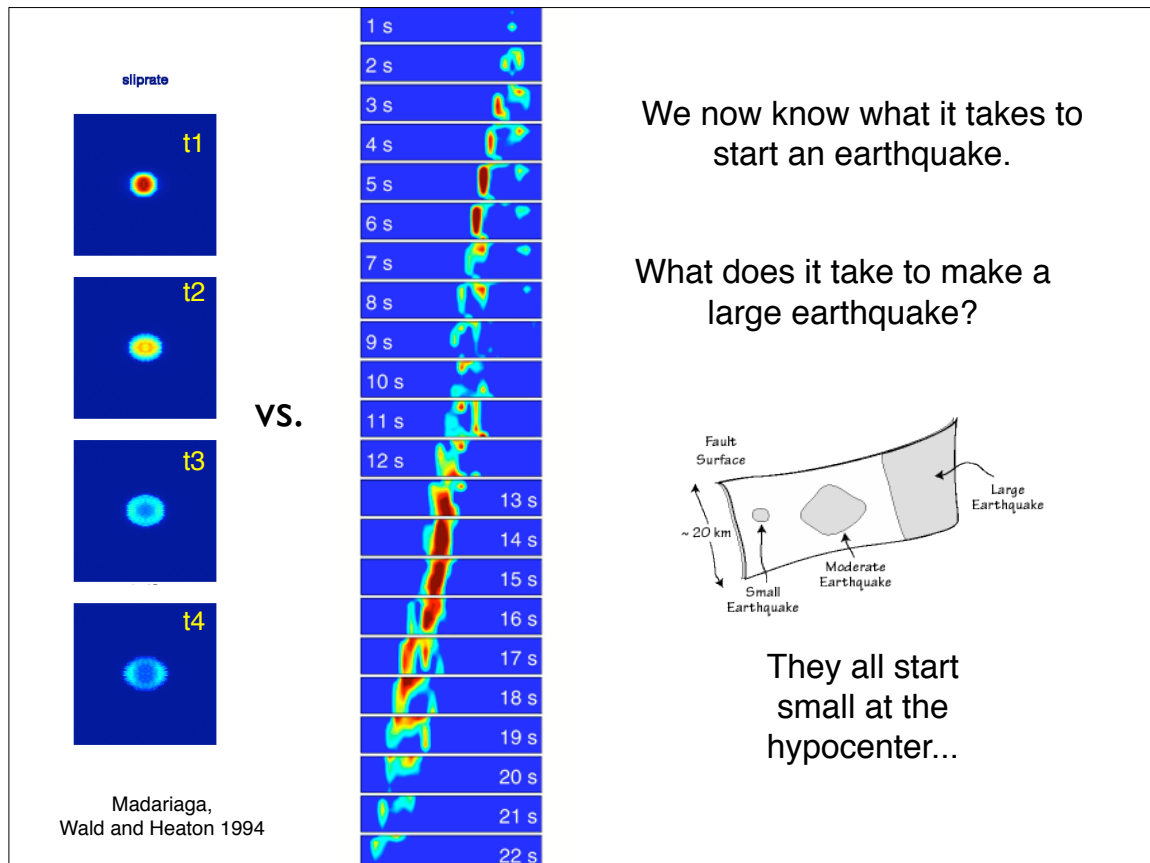 sliprate
t1
t2
t3
t4
Madariaga,
Wald and Heaton 1994
vs.
1 s
2 s
3 s
4 s
5 s
6 s
7 s
8 s
9 s
10 s
11 s
12 s
13 s
14 s
15 s
16 s
17 s
18 s
19 s
20 s
21 s
22 s
We now know what it takes to
start an earthquake.
What does it take to make a
large earthquake?
Fault
Surface
~ 20 km
Small
Earthquake
Moderate
Earthquake
Large
Earthquake
They all start
small at the
hypocenter...